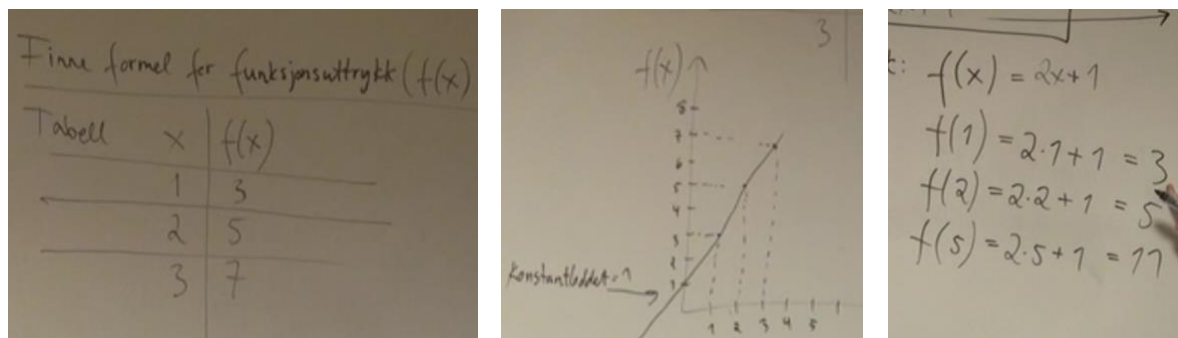 Finne formel for funksjonsuttrykk (f(x)
Tabell x f(x)
1 3
2 5
3 7
3
f(x)
8
7
6
5
4
3
2
1
Konstantleddet = 1
1 2 3 4 5
t: f(x) = 2x+1
f(1) = 2·1+1 = 3
f(2) = 2·2+1 = 5
f(5) = 2·5+1 = 11